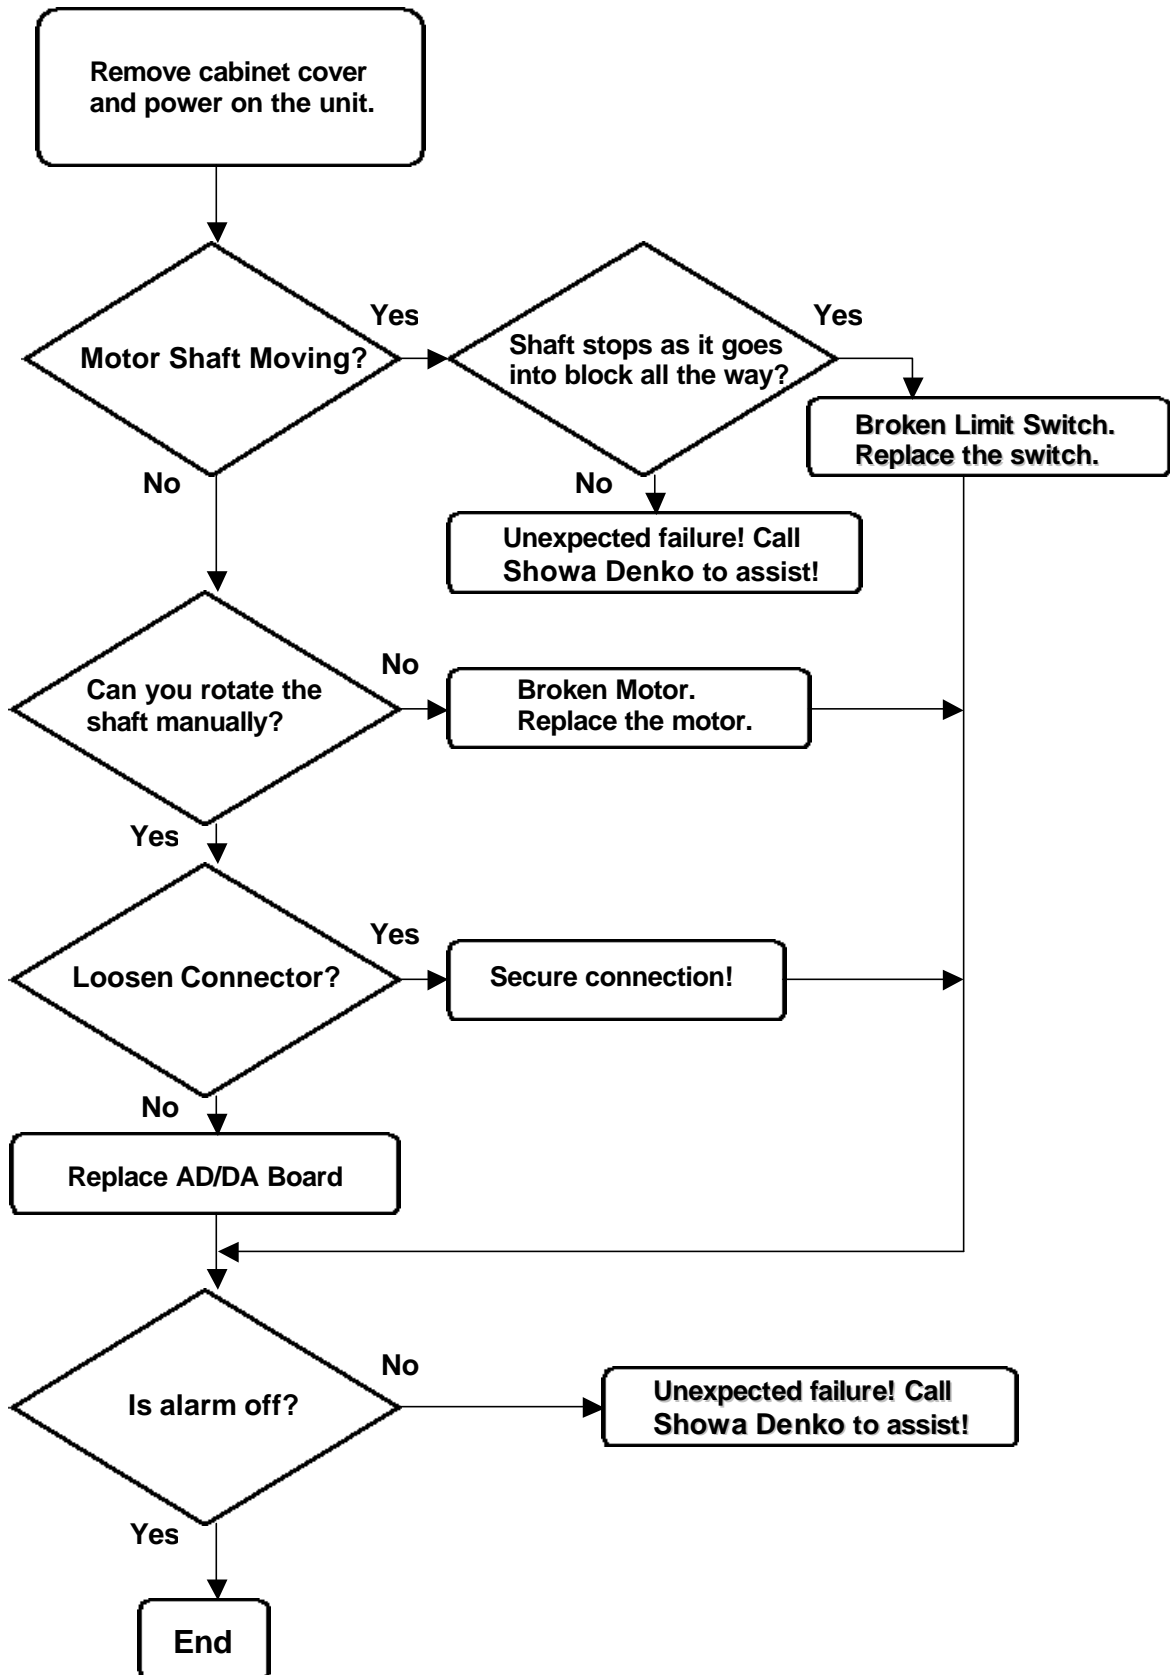 Remove cabinet cover
and power on the unit.
Yes
Yes
Motor Shaft Moving?
Shaft stops as it goes
into block all the way?
Broken Limit Switch.
Replace the switch.
No
No
Unexpected failure! Call
Showa Denko to assist!
No
Can you rotate the
shaft manually?
Broken Motor.
Replace the motor.
Yes
Yes
Loosen Connector?
Secure connection!
No
Replace AD/DA Board
No
Is alarm off?
Unexpected failure! Call
Showa Denko to assist!
Yes
End